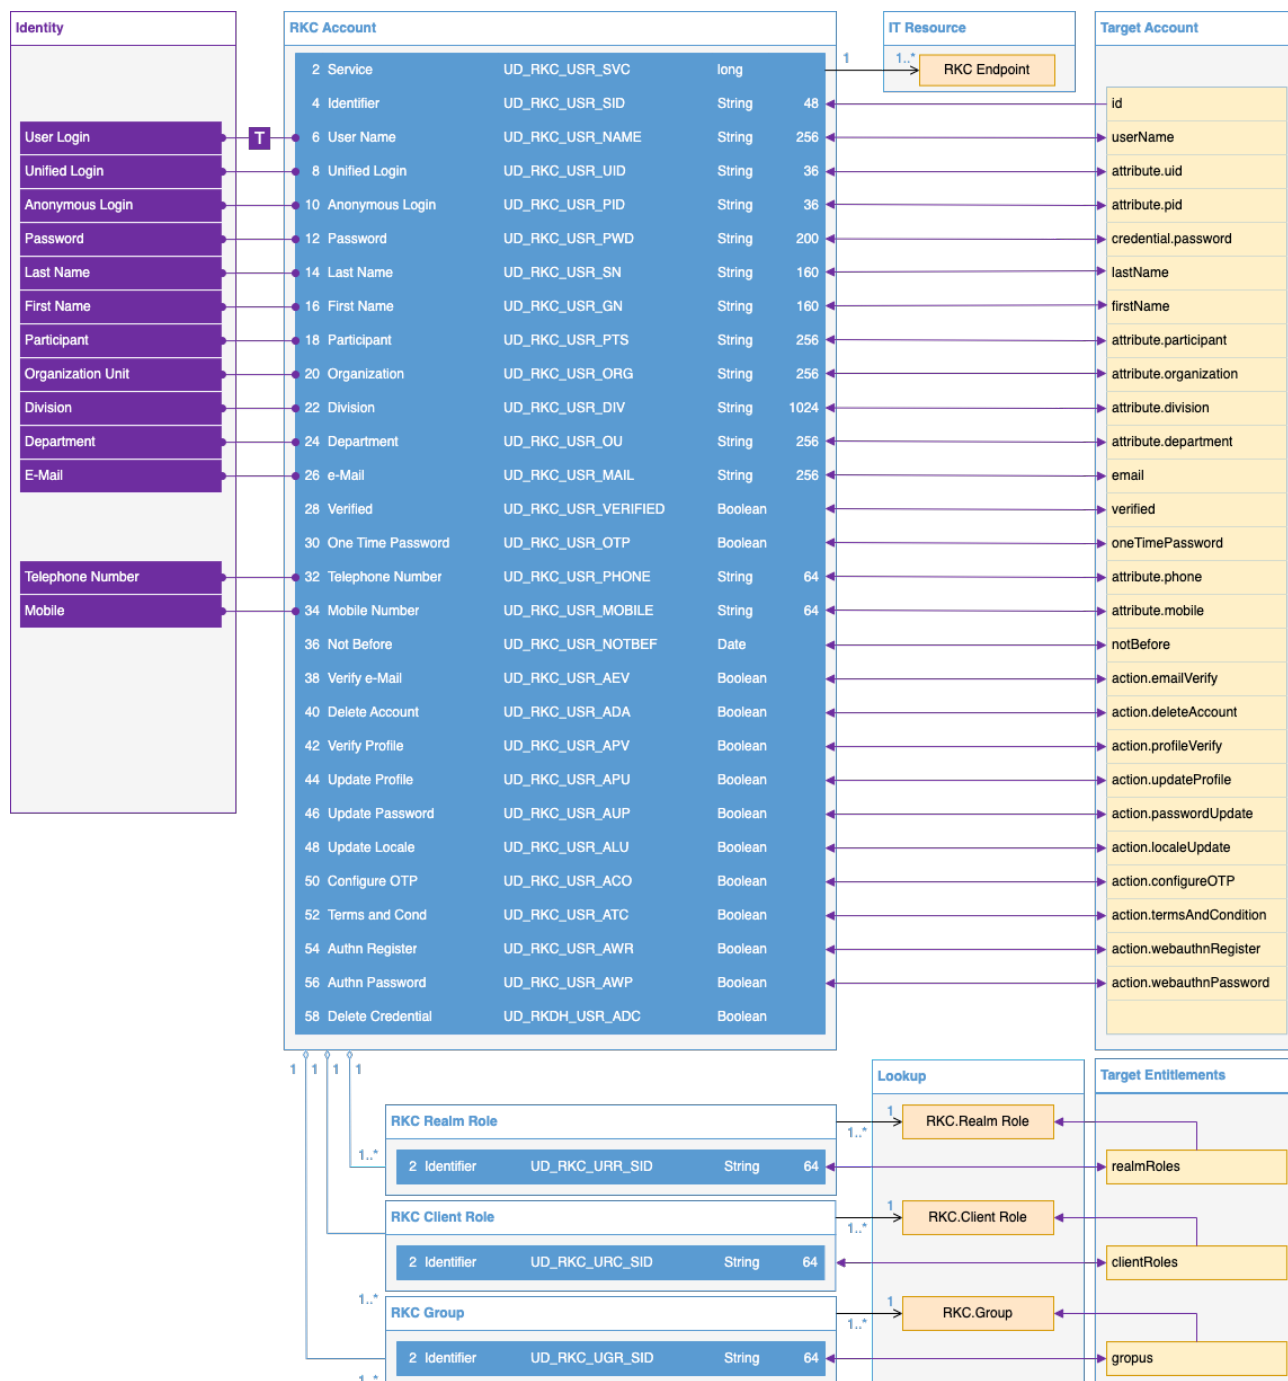 Identity
RKC Account
IT Resource
Target Account
2 Service UD_RKC_USR_SVC long 1 1..* RKC Endpoint
4 Identifier UD_RKC_USR_SID String 48 id
User Login T 6 User Name UD_RKC_USR_NAME String 256 userName
Unified Login 8 Unified Login UD_RKC_USR_UID String 36 attribute.uid
Anonymous Login 10 Anonymous Login UD_RKC_USR_PID String 36 attribute.pid
Password 12 Password UD_RKC_USR_PWD String 200 credential.password
Last Name 14 Last Name UD_RKC_USR_SN String 160 lastName
First Name 16 First Name UD_RKC_USR_GN String 160 firstName
Participant 18 Participant UD_RKC_USR_PTS String 256 attribute.participant
Organization Unit 20 Organization UD_RKC_USR_ORG String 256 attribute.organization
Division 22 Division UD_RKC_USR_DIV String 1024 attribute.division
Department 24 Department UD_RKC_USR_OU String 256 attribute.department
E-Mail 26 e-Mail UD_RKC_USR_MAIL String 256 email
28 Verified UD_RKC_USR_VERIFIED Boolean verified
30 One Time Password UD_RKC_USR_OTP Boolean oneTimePassword
Telephone Number 32 Telephone Number UD_RKC_USR_PHONE String 64 attribute.phone
Mobile 34 Mobile Number UD_RKC_USR_MOBILE String 64 attribute.mobile
36 Not Before UD_RKC_USR_NOTBEF Date notBefore
38 Verify e-Mail UD_RKC_USR_AEV Boolean action.emailVerify
40 Delete Account UD_RKC_USR_ADA Boolean action.deleteAccount
42 Verify Profile UD_RKC_USR_APV Boolean action.profileVerify
44 Update Profile UD_RKC_USR_APU Boolean action.updateProfile
46 Update Password UD_RKC_USR_AUP Boolean action.passwordUpdate
48 Update Locale UD_RKC_USR_ALU Boolean action.localeUpdate
50 Configure OTP UD_RKC_USR_ACO Boolean action.configureOTP
52 Terms and Cond UD_RKC_USR_ATC Boolean action.termsAndCondition
54 Authn Register UD_RKC_USR_AWR Boolean action.webauthnRegister
56 Authn Password UD_RKC_USR_AWP Boolean action.webauthnPassword
58 Delete Credential UD_RKDH_USR_ADC Boolean
1 1 1 1
Lookup
Target Entitlements
RKC Realm Role 1 1..* RKC.Realm Role
1..* 2 Identifier UD_RKC_URR_SID String 64 realmRoles
RKC Client Role 1 1..* RKC.Client Role
2 Identifier UD_RKC_URC_SID String 64 clientRoles
1..*
RKC Group 1 1..* RKC.Group
2 Identifier UD_RKC_UGR_SID String 64 gropus
1..*